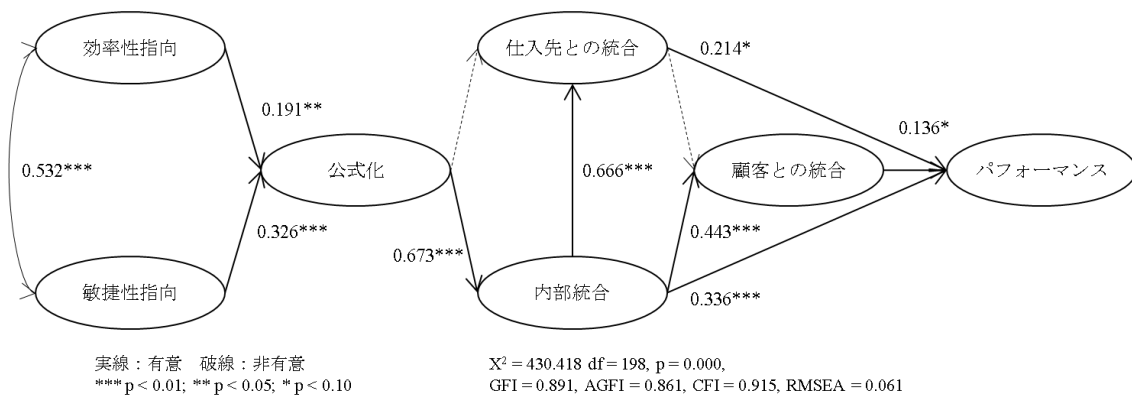 効率性指向
仕入先との統合
0.214*
0.191**
0.136*
0.532***
公式化
0.666***
顧客との統合
パフォーマンス
0.326***
0.443***
0.673***
敏捷性指向
内部統合
0.336***
実線：有意　破線：非有意
*** p < 0.01; ** p < 0.05; * p < 0.10
X² = 430.418 df = 198, p = 0.000,
GFI = 0.891, AGFI = 0.861, CFI = 0.915, RMSEA = 0.061